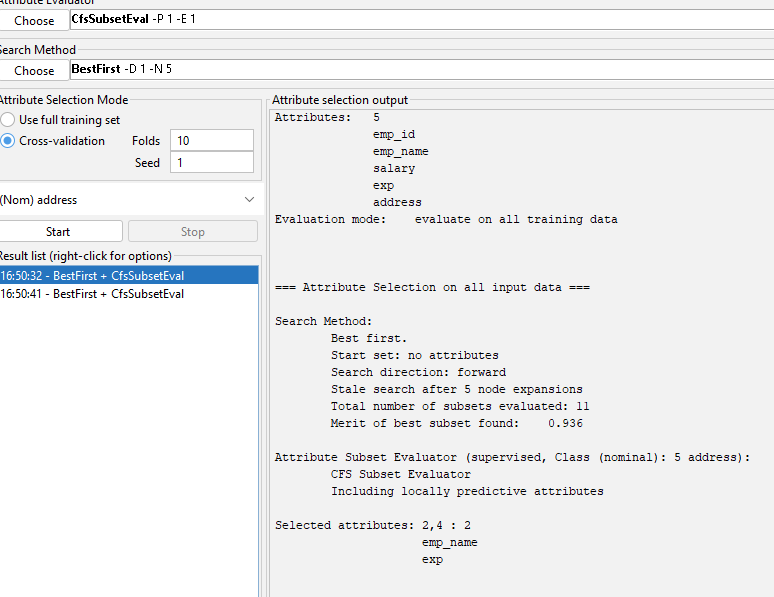 Attribute Evaluator
Choose CfsSubsetEval -P 1 -E 1
Search Method
Choose BestFirst -D 1 -N 5
Attribute Selection Mode
Use full training set
Cross-validation Folds 10
Seed 1
(Nom) address
Start Stop
Result list (right-click for options)
16:50:32 - BestFirst + CfsSubsetEval
16:50:41 - BestFirst + CfsSubsetEval
Attribute selection output
Attributes: 5
emp_id
emp_name
salary
exp
address
Evaluation mode: evaluate on all training data
=== Attribute Selection on all input data ===
Search Method:
Best first.
Start set: no attributes
Search direction: forward
Stale search after 5 node expansions
Total number of subsets evaluated: 11
Merit of best subset found: 0.936
Attribute Subset Evaluator (supervised, Class (nominal): 5 address):
CFS Subset Evaluator
Including locally predictive attributes
Selected attributes: 2,4 : 2
emp_name
exp